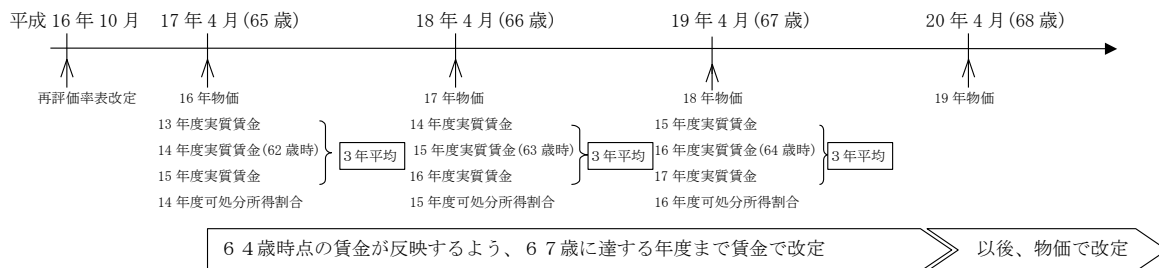 平成 16 年 10 月 17 年 4 月(65 歳) 18 年 4 月(66 歳) 19 年 4 月(67 歳) 20 年 4 月(68 歳)
再評価率表改定 16 年物価 17 年物価 18 年物価 19 年物価
13 年度実質賃金 14 年度実質賃金 15 年度実質賃金
14 年度実質賃金(62 歳時) 3年平均 15 年度実質賃金(63 歳時) 3年平均 16 年度実質賃金(64 歳時) 3年平均
15 年度実質賃金 16 年度実質賃金 17 年度実質賃金
14 年度可処分所得割合 15 年度可処分所得割合 16 年度可処分所得割合
64歳時点の賃金が反映するよう、67歳に達する年度まで賃金で改定 以後、物価で改定